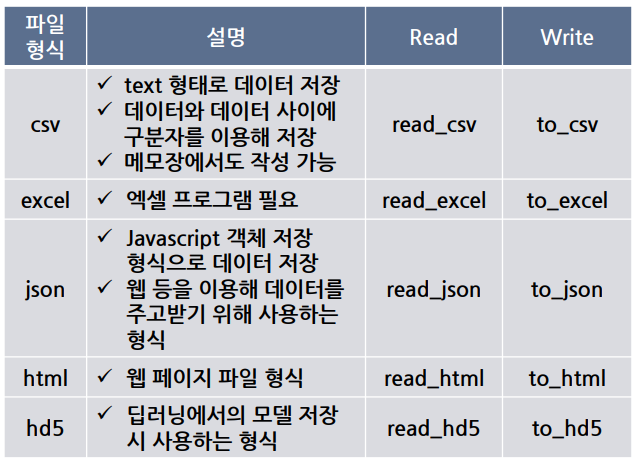 파일
형식
설명
Read
Write
csv
✓ text 형태로 데이터 저장
✓ 데이터와 데이터 사이에
구분자를 이용해 저장
✓ 메모장에서도 작성 가능
read_csv
to_csv
excel
✓ 엑셀 프로그램 필요
read_excel
to_excel
json
✓ Javascript 객체 저장
형식으로 데이터 저장
✓ 웹 등을 이용해 데이터를
주고받기 위해 사용하는
형식
read_json
to_json
html
✓ 웹 페이지 파일 형식
read_html
to_html
hd5
✓ 딥러닝에서의 모델 저장
시 사용하는 형식
read_hd5
to_hd5